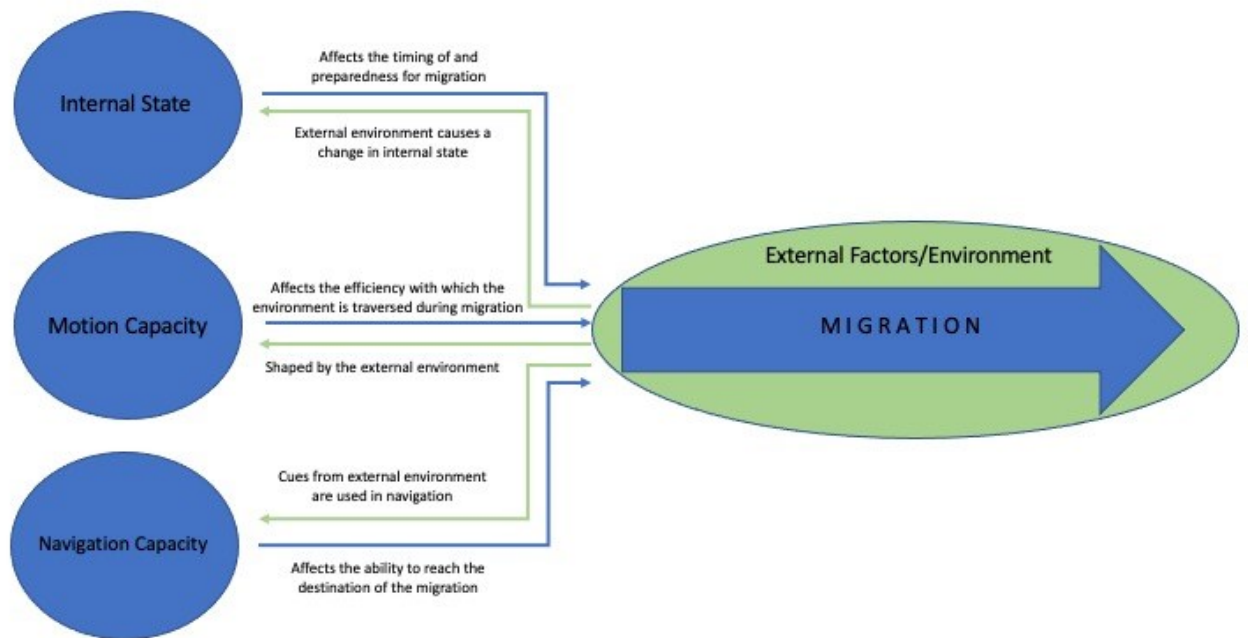 Affects the timing of and
preparedness for migration
Internal State
External environment causes a
change in internal state
External Factors/Environment
Affects the efficiency with which the
environment is traversed during migration
Motion Capacity
MIGRATION
Shaped by the external environment
Cues from external environment
are used in navigation
Navigation Capacity
Affects the ability to reach the
destination of the migration